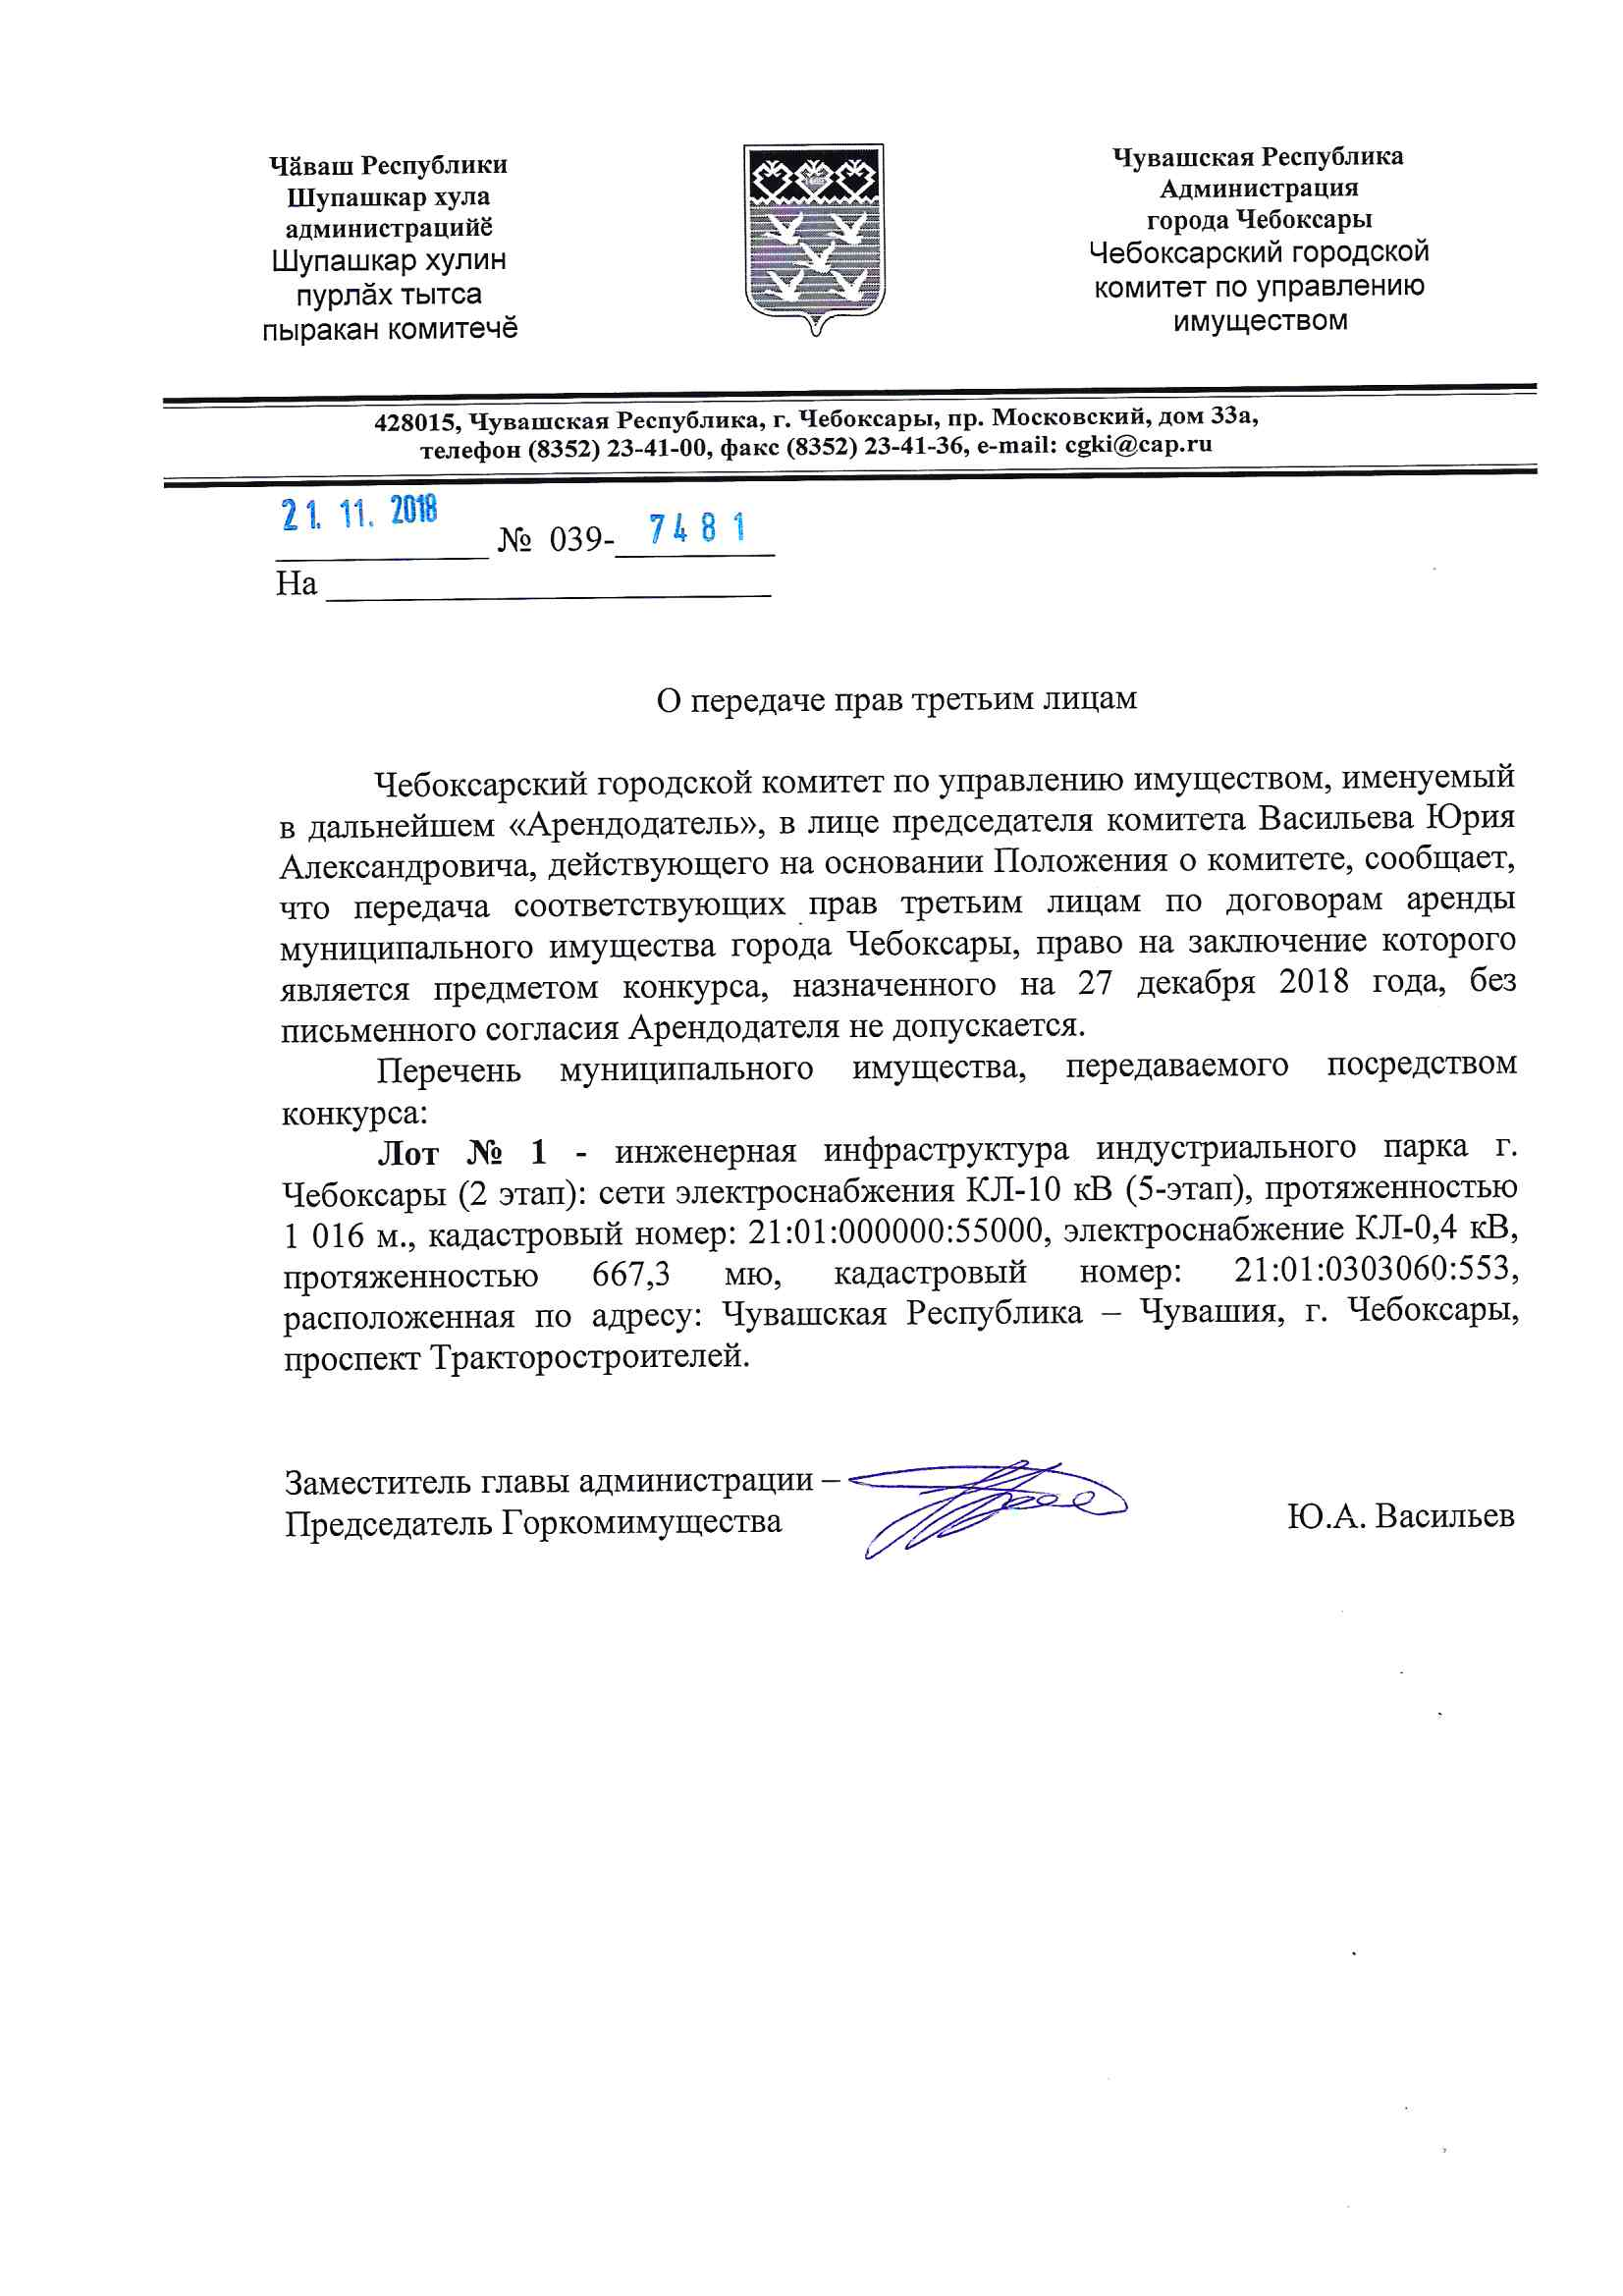 Чӑваш Республики
Шупашкар хула
администрацийӗ
Шупашкар хулин
пурлӑх тытса
пыракан комитечӗ
Чувашская Республика
Администрация
города Чебоксары
Чебоксарский городской
комитет по управлению
имуществом
428015, Чувашская Республика, г. Чебоксары, пр. Московский, дом 33а,
телефон (8352) 23-41-00, факс (8352) 23-41-36, e-mail: cgki@cap.ru
21. 11. 2018 № 039- 7481
На
О передаче прав третьим лицам
Чебоксарский городской комитет по управлению имуществом, именуемый
в дальнейшем «Арендодатель», в лице председателя комитета Васильева Юрия
Александровича, действующего на основании Положения о комитете, сообщает,
что передача соответствующих прав третьим лицам по договорам аренды
муниципального имущества города Чебоксары, право на заключение которого
является предметом конкурса, назначенного на 27 декабря 2018 года, без
письменного согласия Арендодателя не допускается.
Перечень муниципального имущества, передаваемого посредством
конкурса:
Лот № 1 - инженерная инфраструктура индустриального парка г.
Чебоксары (2 этап): сети электроснабжения КЛ-10 кВ (5-этап), протяженностью
1 016 м., кадастровый номер: 21:01:000000:55000, электроснабжение КЛ-0,4 кВ,
протяженностью 667,3 мю, кадастровый номер: 21:01:0303060:553,
расположенная по адресу: Чувашская Республика – Чувашия, г. Чебоксары,
проспект Тракторостроителей.
Заместитель главы администрации –
Председатель Горкомимущества Ю.А. Васильев